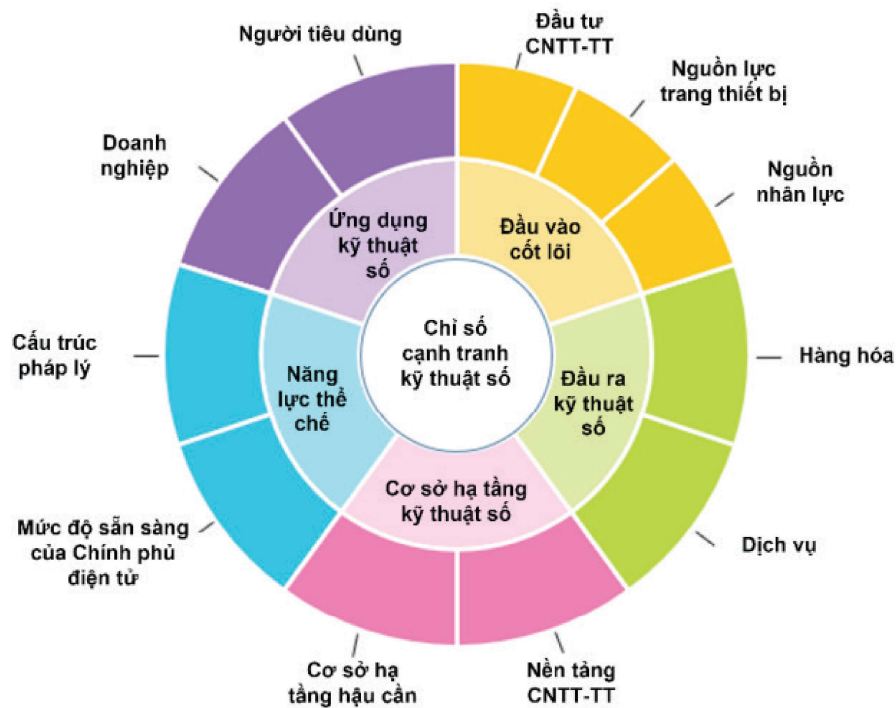 Người tiêu dùng
Đầu tư
CNTT-TT
Nguồn lực
trang thiết bị
Doanh
nghiệp
Nguồn
nhân lực
Ứng dụng
kỹ thuật
số
Đầu vào
cốt lõi
Chỉ số
cạnh tranh
kỹ thuật số
Cấu trúc
pháp lý
Hàng hóa
Năng
lực thể
chế
Đầu ra
kỹ thuật
số
Cơ sở hạ tầng
kỹ thuật số
Mức độ sẵn sàng
của Chính phủ
điện tử
Dịch vụ
Cơ sở hạ
tầng hậu cần
Nền tảng
CNTT-TT